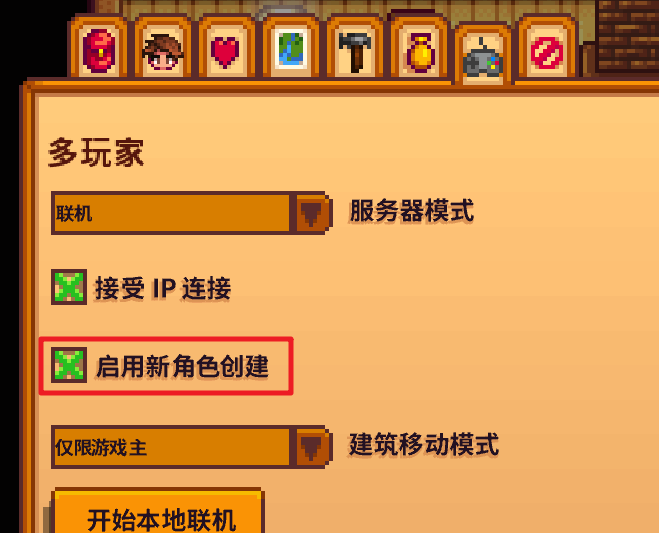 多玩家
联机
服务器模式
接受 IP 连接
启用新角色创建
仅限游戏主
建筑移动模式
开始本地联机